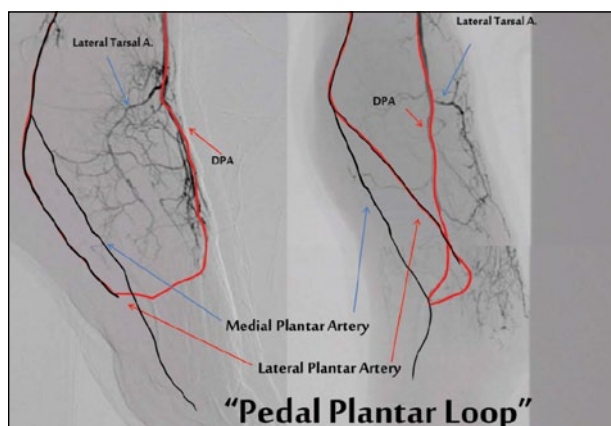 Lateral Tarsal A.
DPA
Lateral Tarsal A.
DPA
Medial Plantar Artery
Lateral Plantar Artery
“Pedal Plantar Loop”